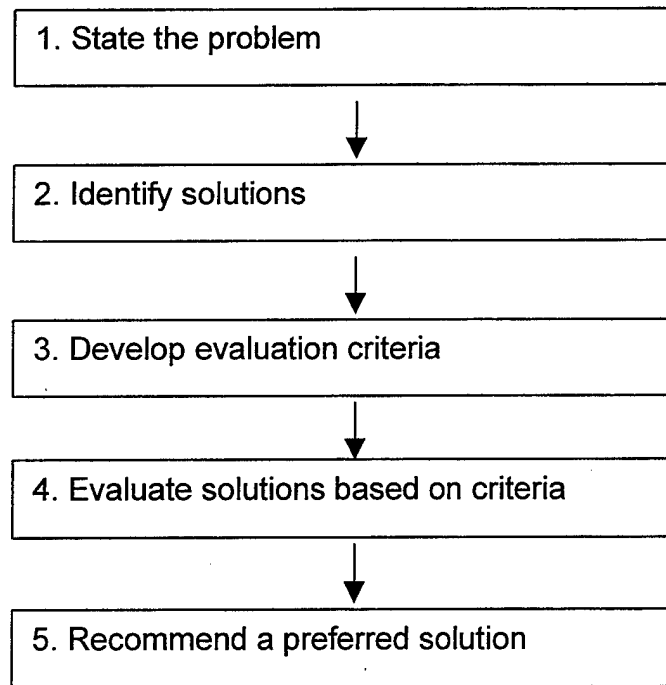 1. State the problem
2. Identify solutions
3. Develop evaluation criteria
4. Evaluate solutions based on criteria
5. Recommend a preferred solution